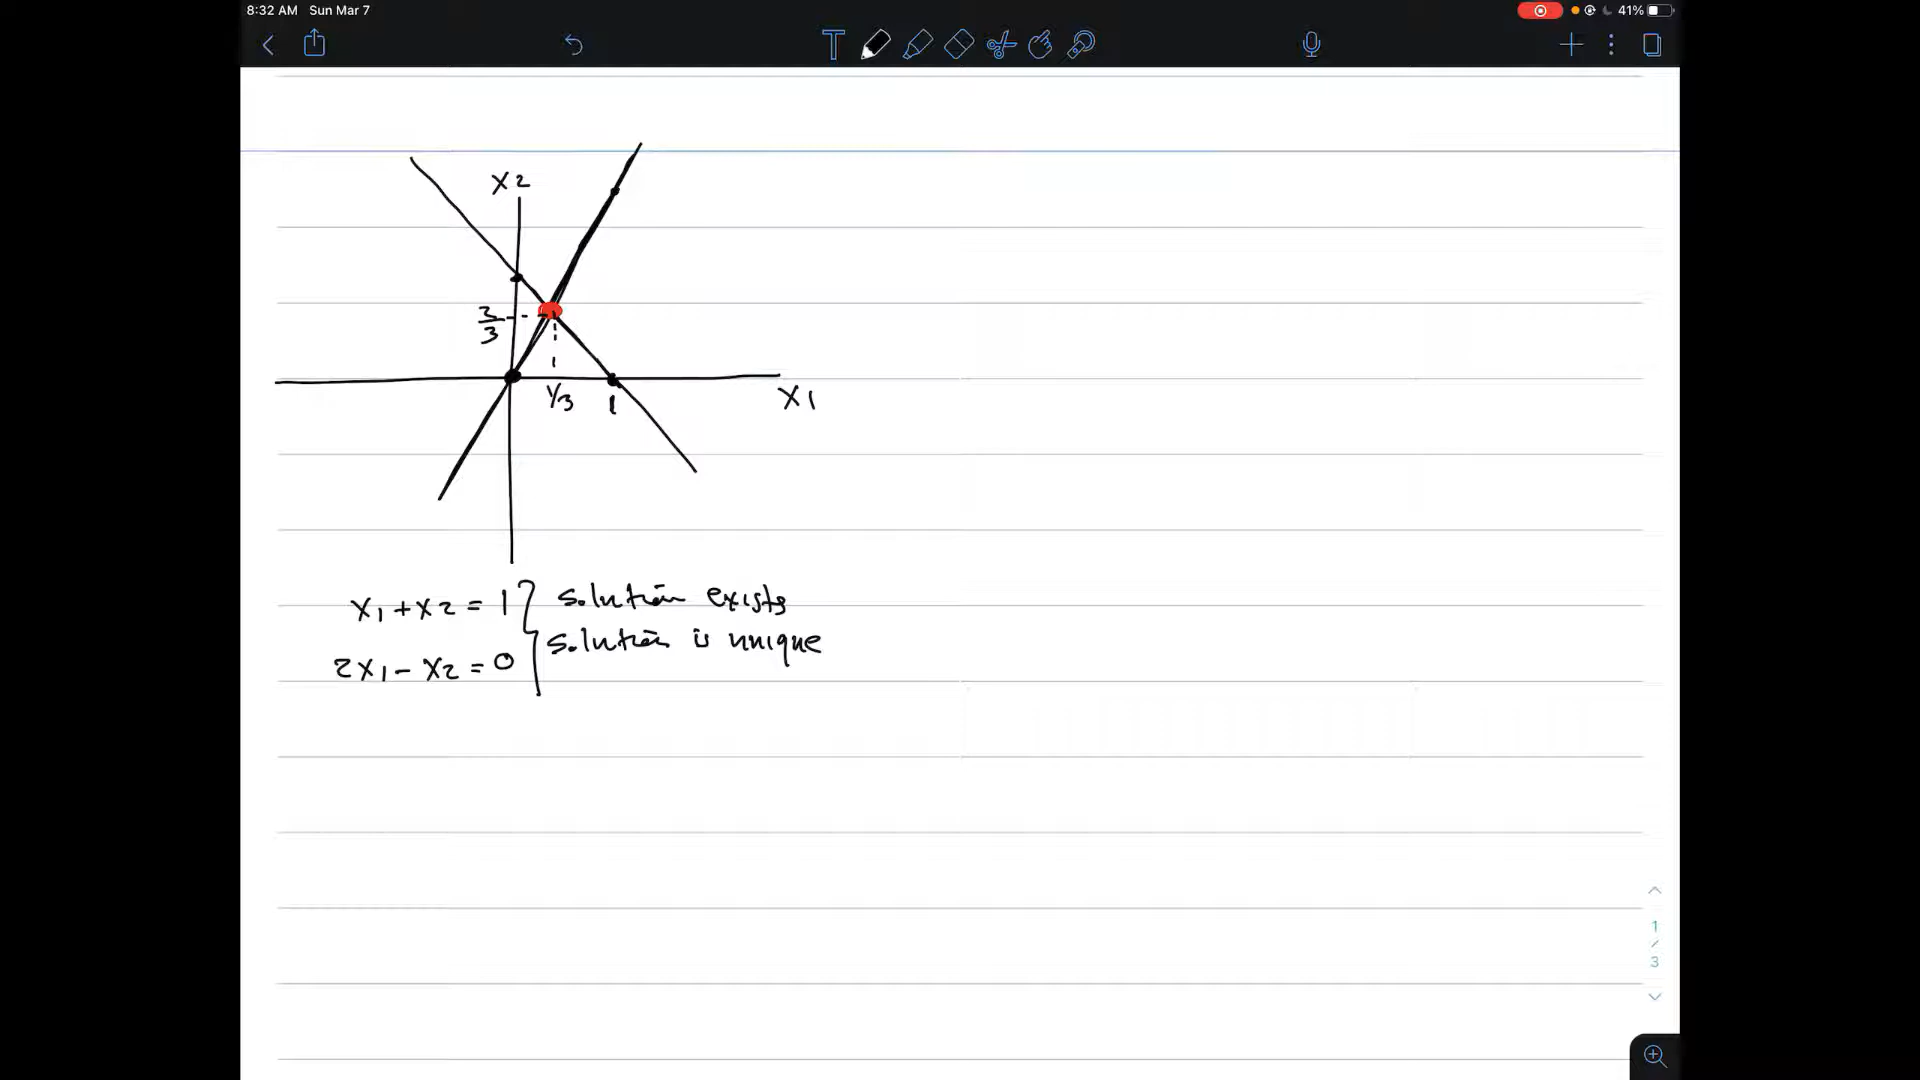 8:32 AM Sun Mar 7
41%
T
x2
2/3
1/3
1
x1
x1 + x2 = 1 } solution exists
2x1 - x2 = 0 } solution is unique
1
/
3